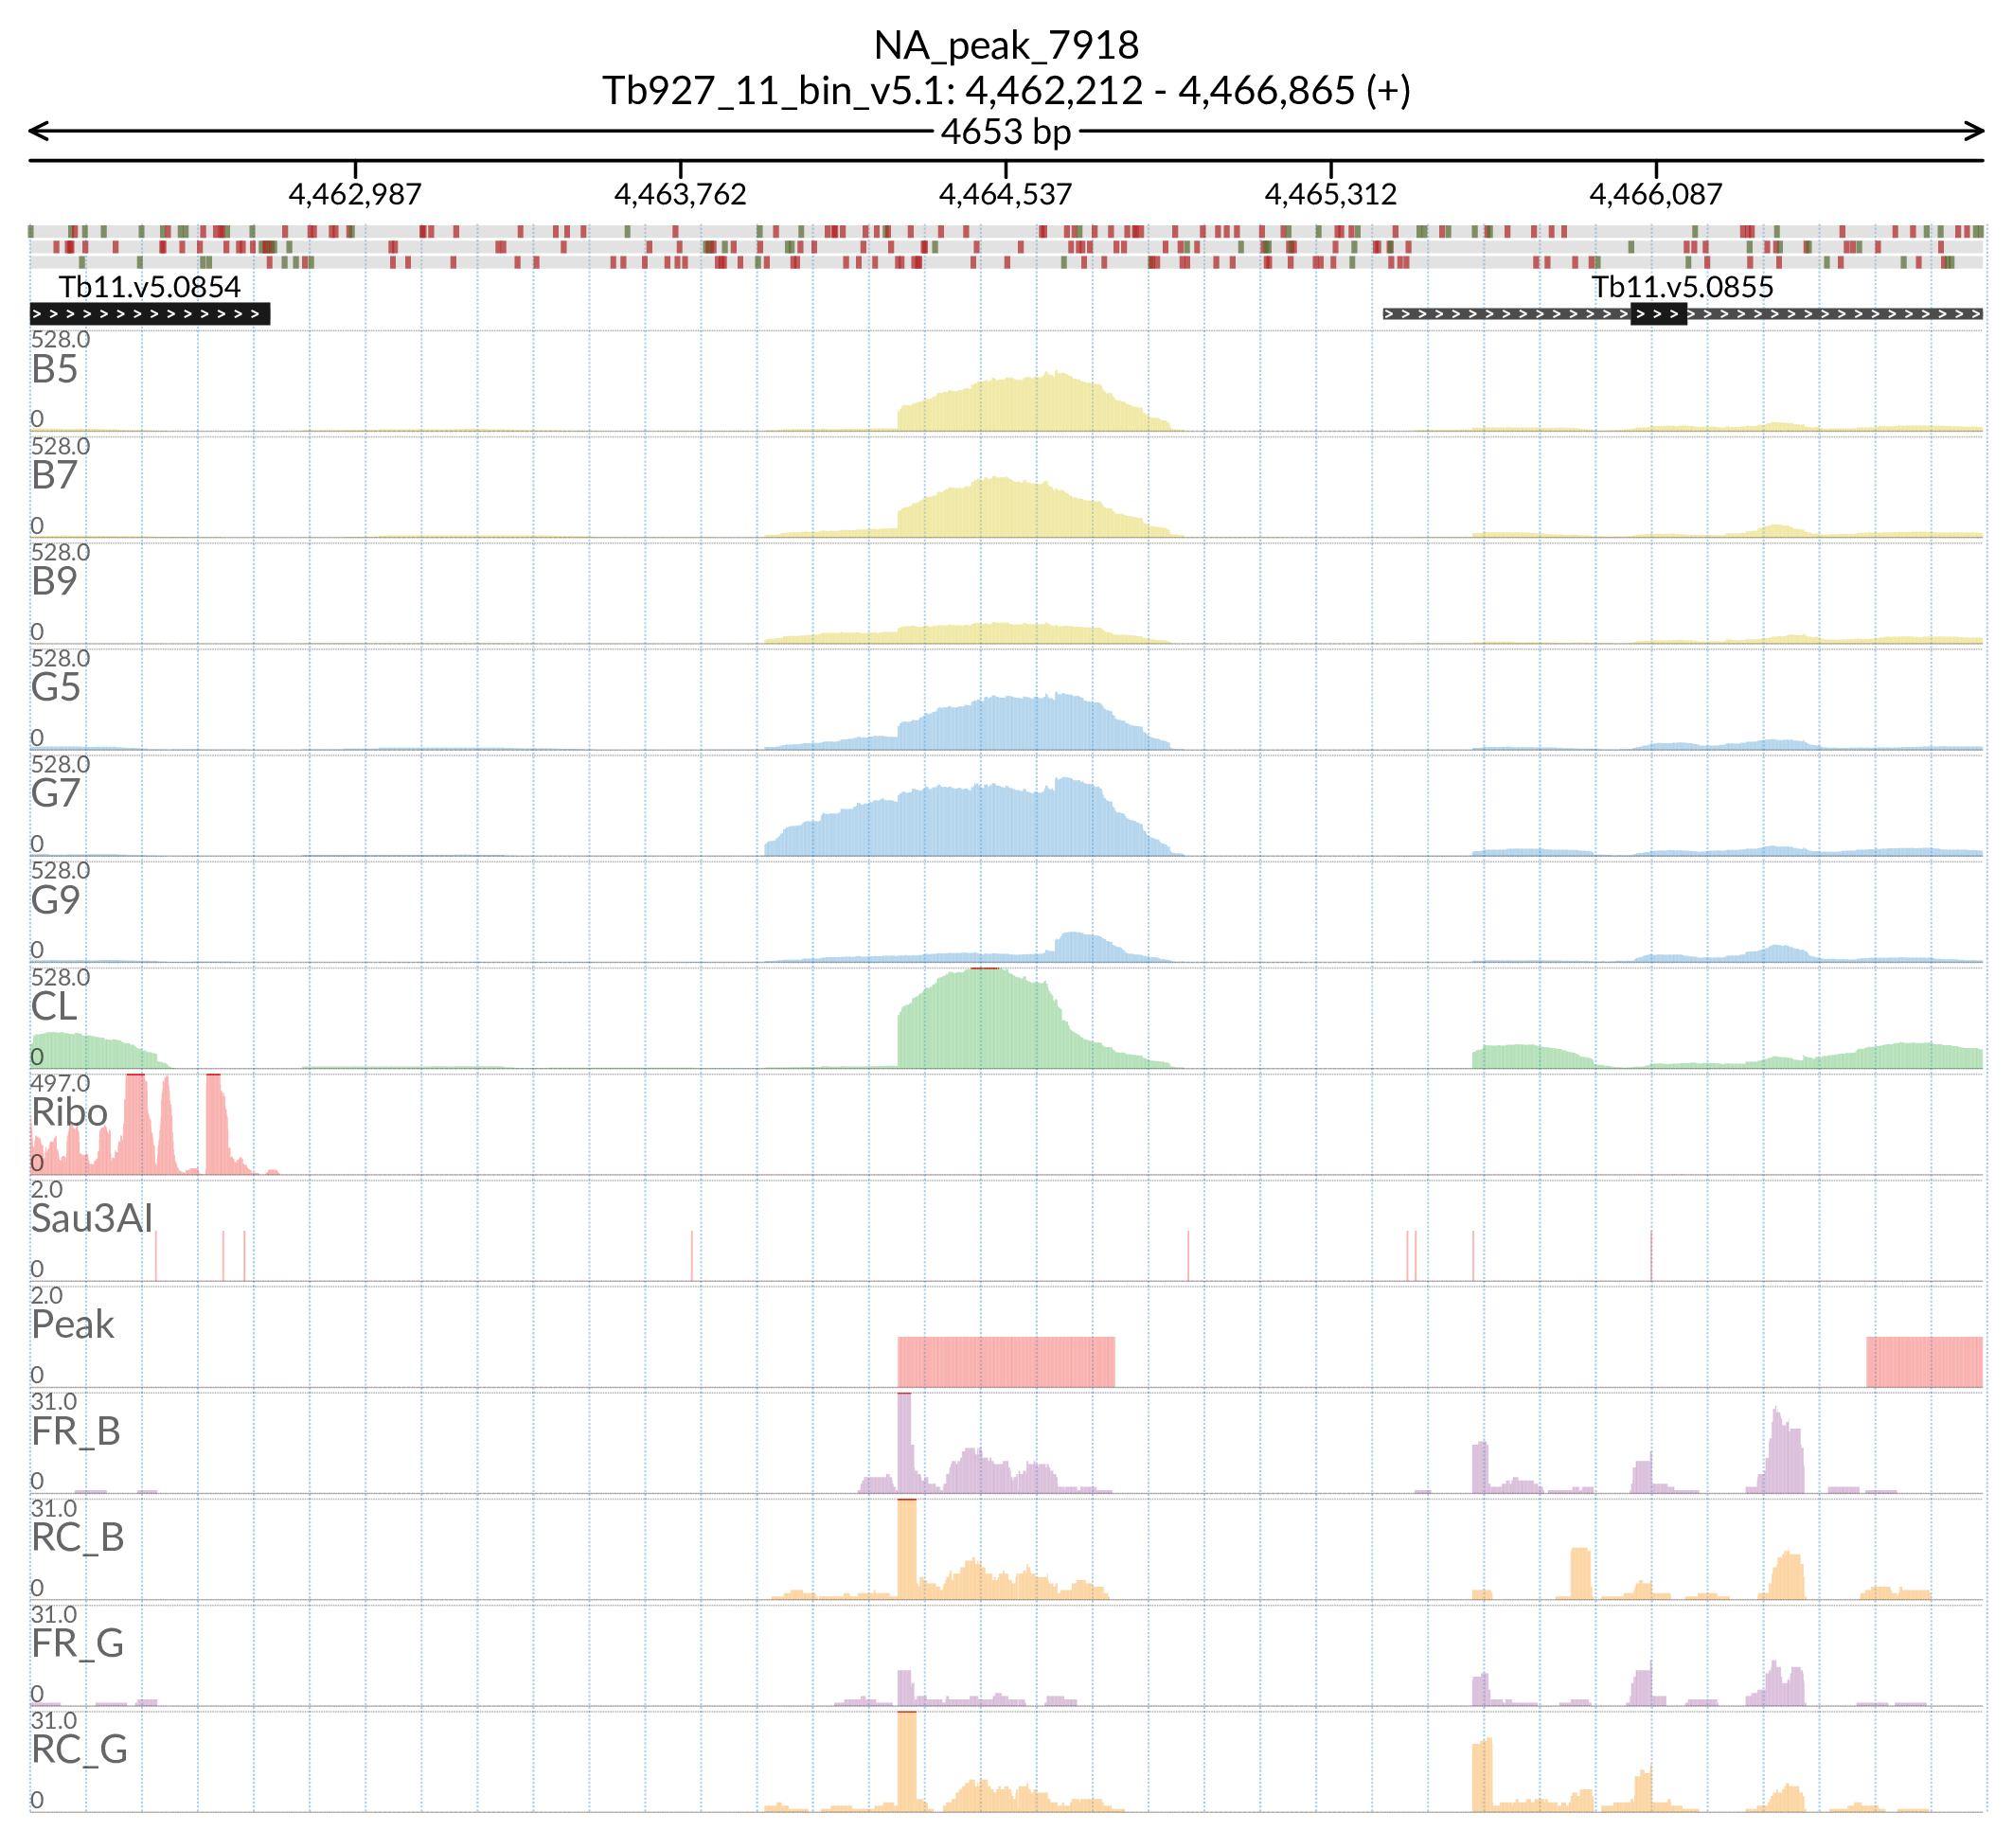 NA_peak_7918
Tb927_11_bin_v5.1: 4,462,212 - 4,466,865 (+)
4653 bp
4,462,987 4,463,762 4,464,537 4,465,312 4,466,087
Tb11.v5.0854 Tb11.v5.0855
528.0
B5
0
528.0
B7
0
528.0
B9
0
528.0
G5
0
528.0
G7
0
528.0
G9
0
528.0
CL
0
497.0
Ribo
0
2.0
Sau3AI
0
2.0
Peak
0
31.0
FR_B
0
31.0
RC_B
0
31.0
FR_G
0
31.0
RC_G
0